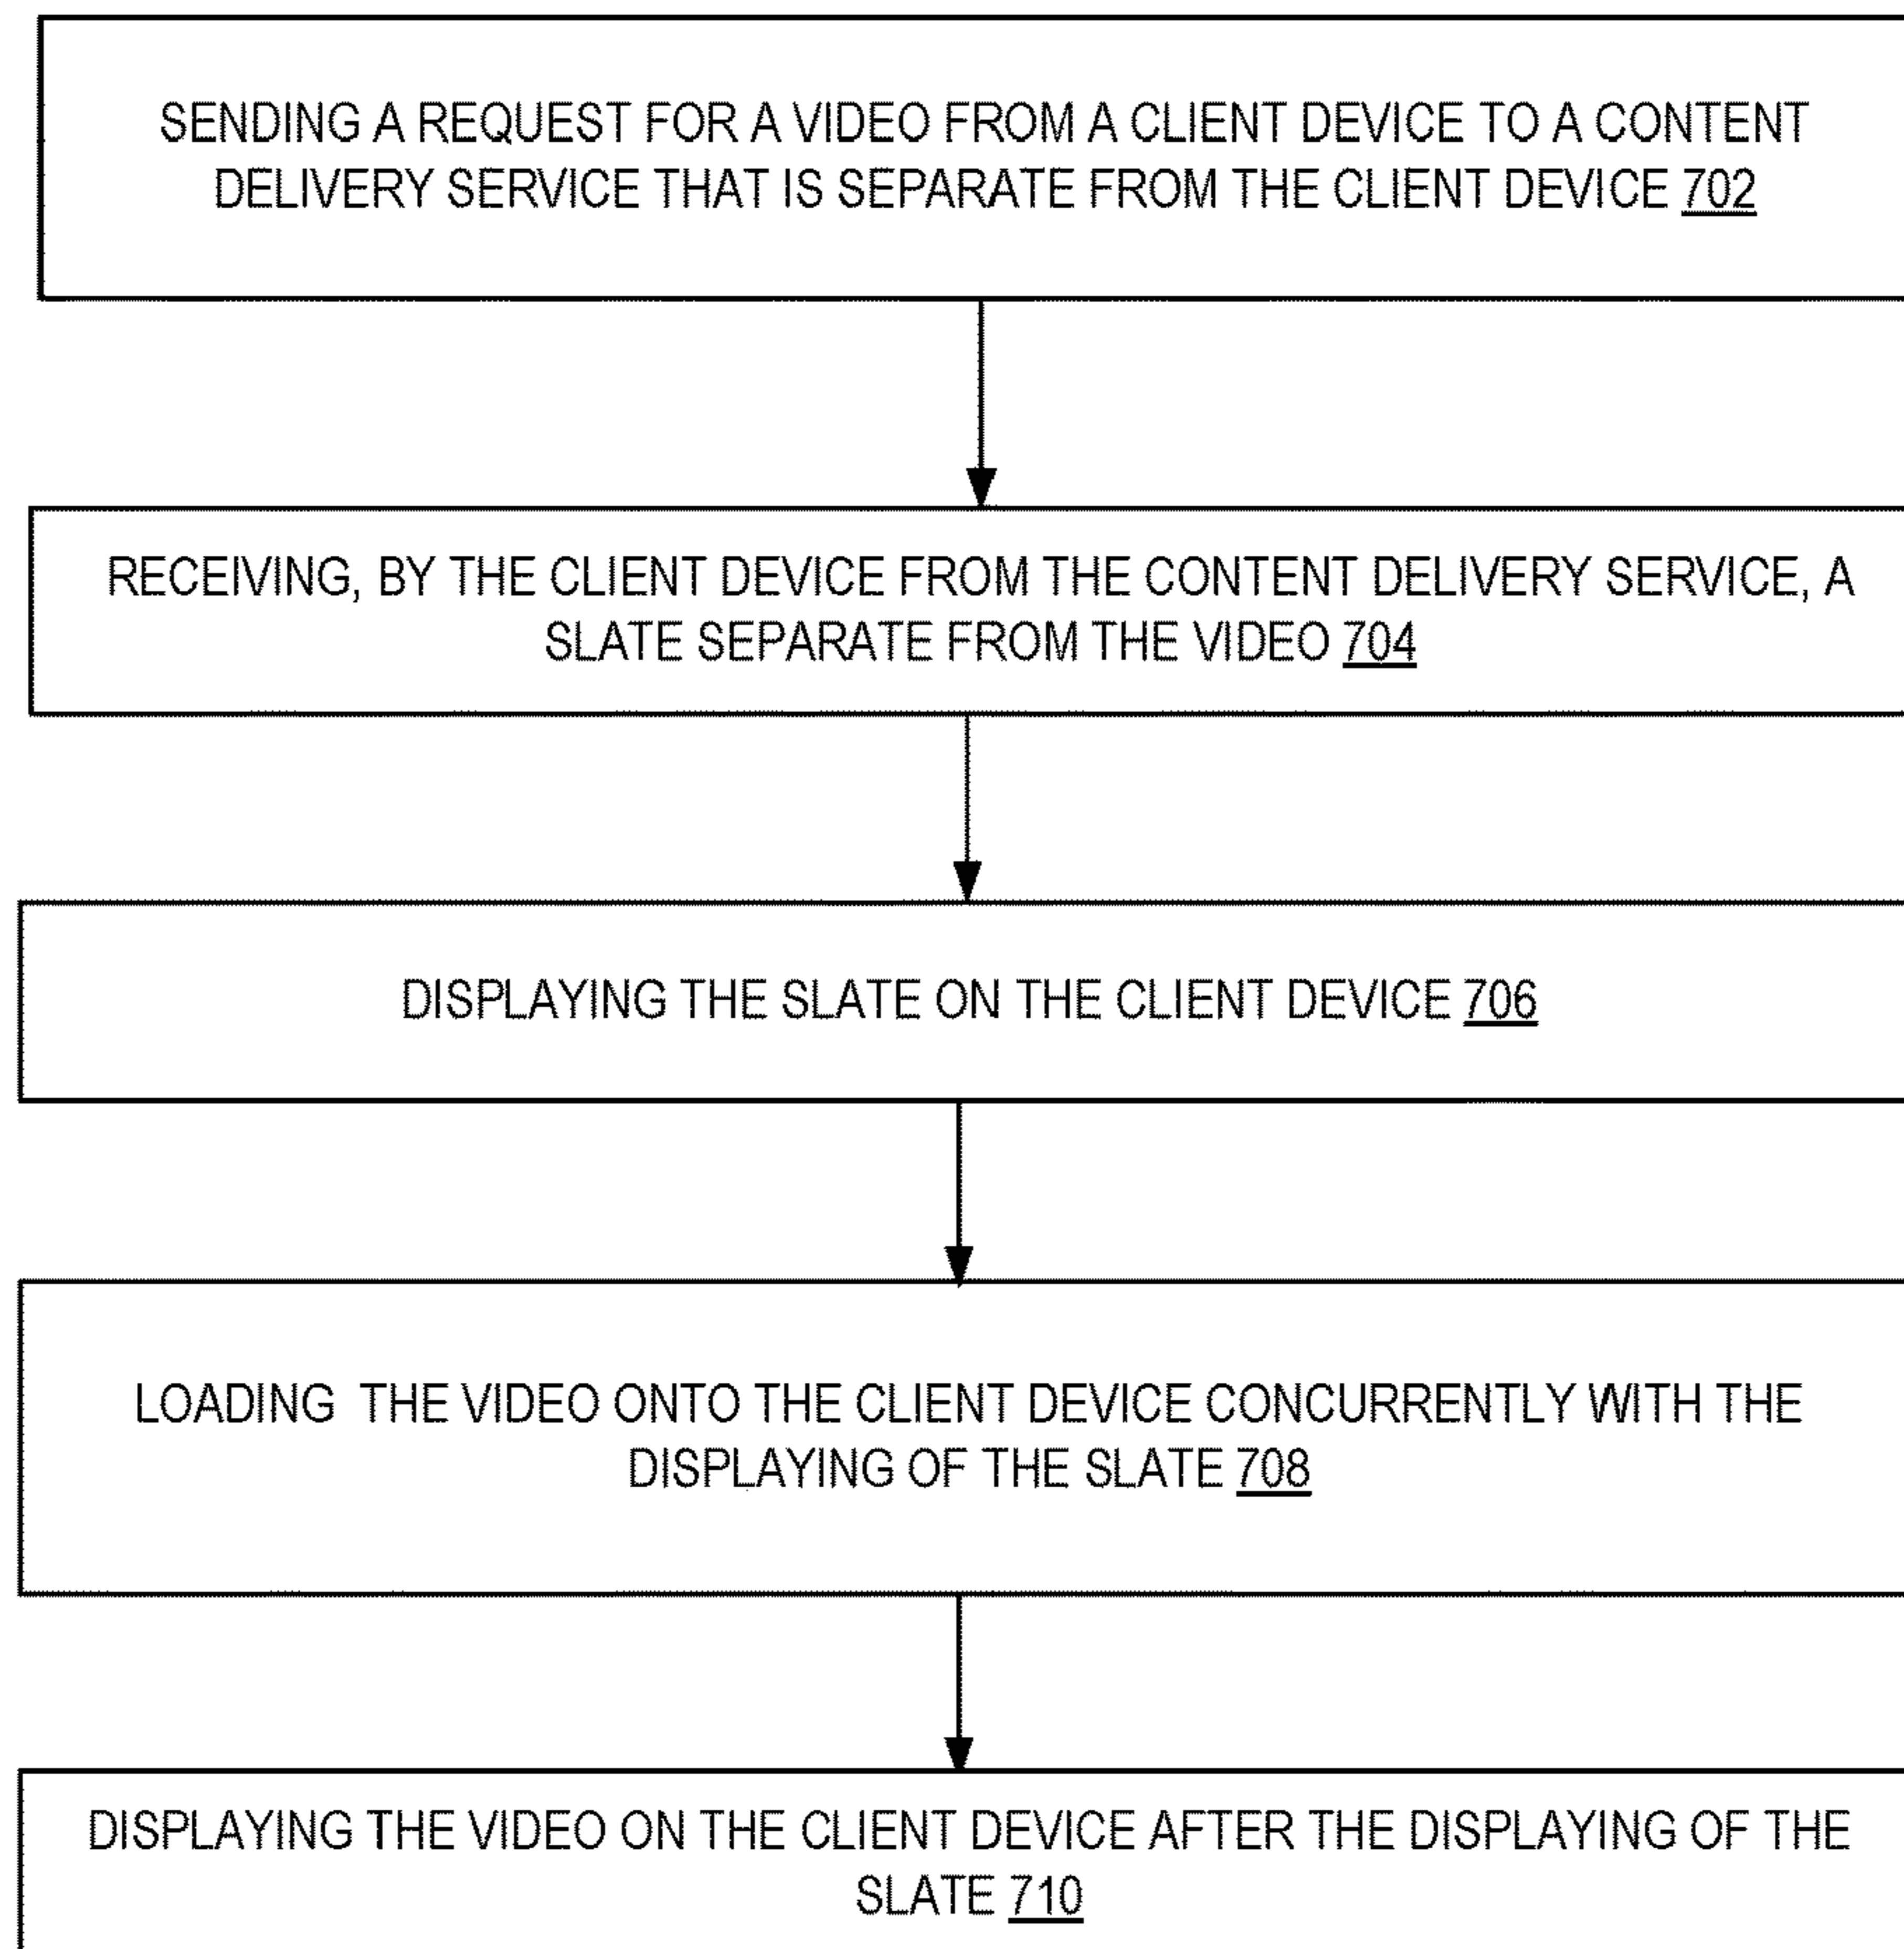 SENDING A REQUEST FOR A VIDEO FROM A CLIENT DEVICE TO A CONTENT
DELIVERY SERVICE THAT IS SEPARATE FROM THE CLIENT DEVICE 702
RECEIVING, BY THE CLIENT DEVICE FROM THE CONTENT DELIVERY SERVICE, A
SLATE SEPARATE FROM THE VIDEO 704
DISPLAYING THE SLATE ON THE CLIENT DEVICE 706
LOADING THE VIDEO ONTO THE CLIENT DEVICE CONCURRENTLY WITH THE
DISPLAYING OF THE SLATE 708
DISPLAYING THE VIDEO ON THE CLIENT DEVICE AFTER THE DISPLAYING OF THE
SLATE 710